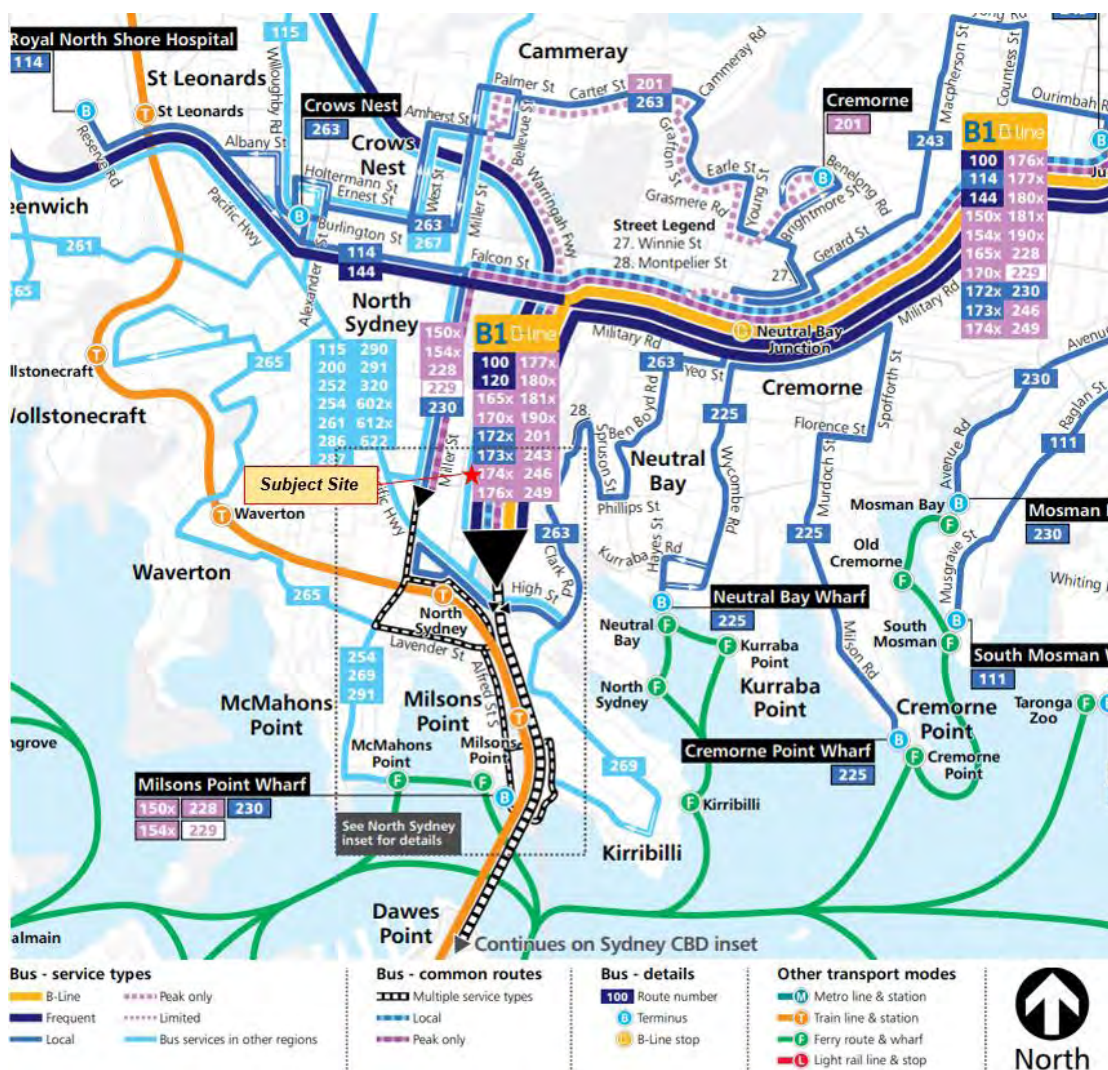 Royal North Shore Hospital
114
St Leonards
St Leonards
Reserve Rd
115
Willoughby Rd
Albany St
Crows Nest
263
Crows
Nest
Holtermann St
Ernest St
Burlington St
Alexander St
Pacific Hwy
Amherst St
West St
Miller St
Bellevue St
Palmer St
Carter St
201
263
Cammeray
Cammeray Rd
Warringah Fwy
Grafton St
Earle St
Grasmere Rd
Young St
Cremorne
201
Benelong Rd
Brightmore St
Gerard St
Street Legend
27. Winnie St
28. Montpelier St
27.
243
Macpherson St
Countess St
Ourimbah Rd
B1 B-line
100 176x
114 177x
144 180x
150x 181x
154x 190x
165x 228
170x 229
172x 230
173x 246
174x 249
eenwich
261
265
263
267
114
144
Falcon St
North
Sydney
265
115 290
200 291
252 320
254 602x
261 612x
286 622
287
150x
154x
228
229
230
Miller St
B1 B-line
100 177x
120 180x
165x 181x
170x 190x
172x 201
173x 243
174x 246
176x 249
Military Rd
Neutral Bay
Junction
Military Rd
263
Yeo St
Cremorne
Spofforth St
Florence St
Murdoch St
225
Wycombe Rd
Ben Boyd Rd
28.
Spruson St
Neutral
Bay
Phillips St
Hayes St
Kurraba Rd
230
111
Avenue
Raglan St
Avenue Rd
Mosman Bay
Mosman
230
Old
Cremorne
Musgrave St
Whiting
South
Mosman
South Mosman W
111
Taronga
Zoo
llstonecraft
Wollstonecraft
Subject Site
Waverton
Waverton
265
Pacific Hwy
263
Clark Rd
High St
North
Sydney
Lavender St
Alfred St S
254
269
291
McMahons
Point
McMahons
Point
Milsons
Point
Milsons
Point
Milsons Point Wharf
150x 228 230
154x 229
See North Sydney
inset for details
269
Kirribilli
Kirribilli
Neutral Bay Wharf
225
Neutral
Bay
Kurraba
Point
North
Sydney
Kurraba
Point
225
Milson Rd
Cremorne Point Wharf
225
Cremorne
Point
Cremorne
Point
ngrove
almain
Dawes
Point
Continues on Sydney CBD inset
Bus - service types
B-Line
Frequent
Local
Peak only
Limited
Bus services in other regions
Bus - common routes
Multiple service types
Local
Peak only
Bus - details
100 Route number
B Terminus
B-Line stop
Other transport modes
M Metro line & station
T Train line & station
F Ferry route & wharf
L Light rail line & stop
North